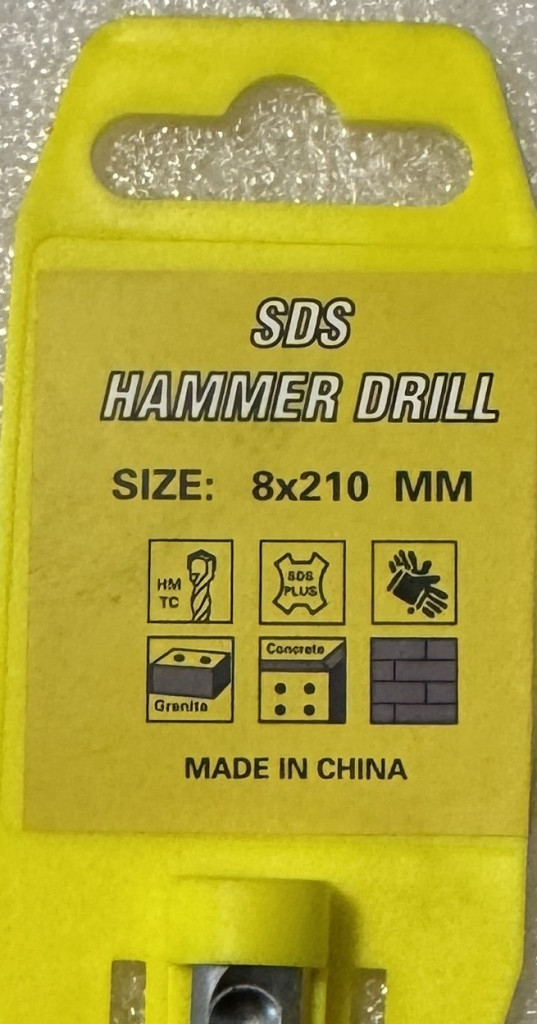 SDS
HAMMER DRILL
SIZE: 8x210 MM
HM
TC
SDS
PLUS
Granite
Concrete
MADE IN CHINA